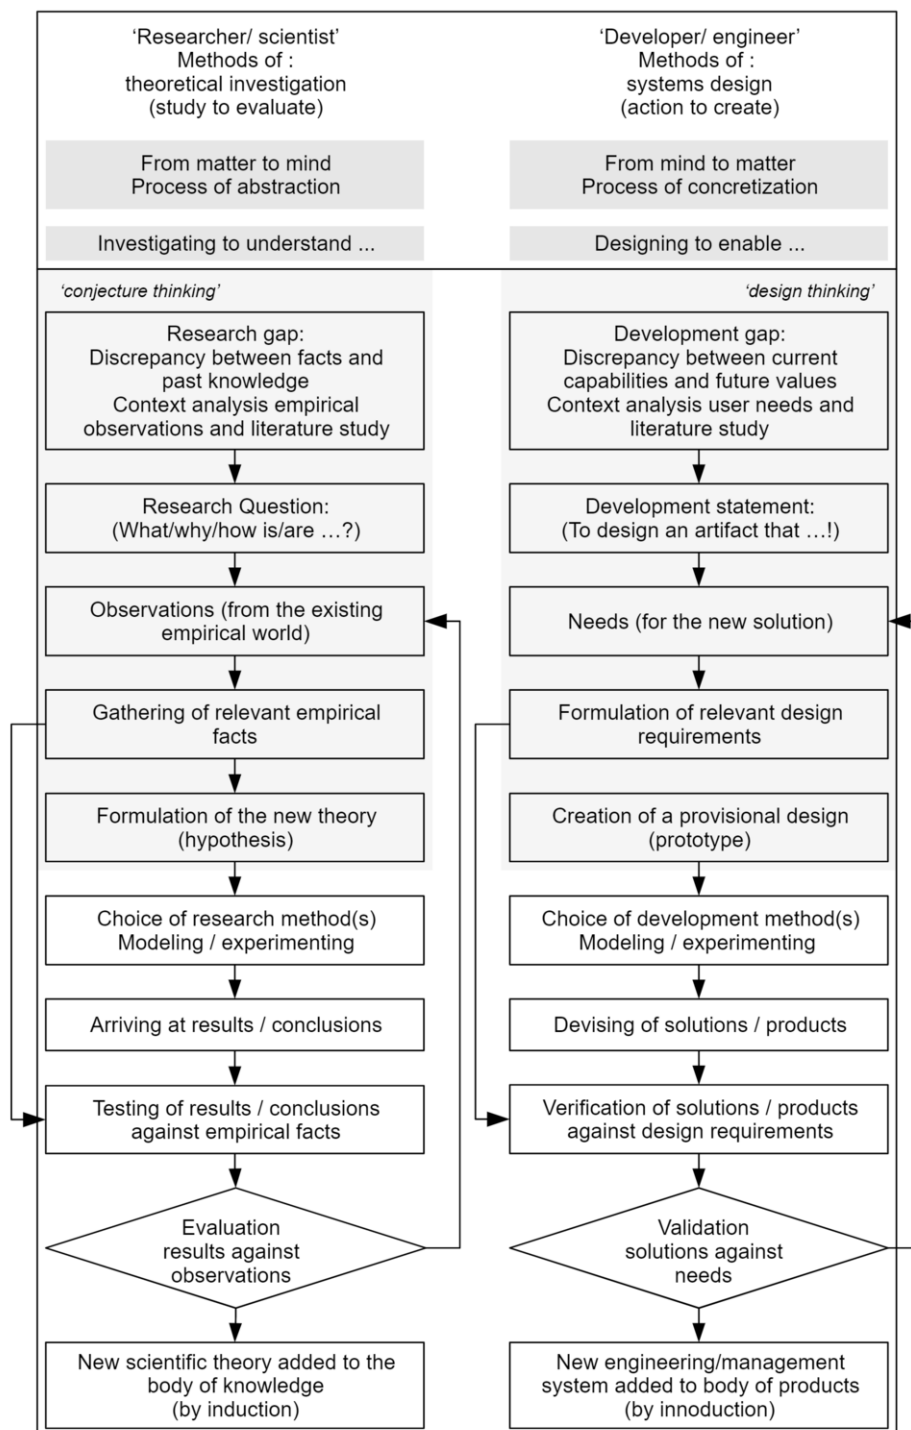 ‘Researcher/ scientist’
Methods of :
theoretical investigation
(study to evaluate)
From matter to mind
Process of abstraction
Investigating to understand ...
‘conjecture thinking’
Research gap:
Discrepancy between facts and
past knowledge
Context analysis empirical
observations and literature study
Research Question:
(What/why/how is/are …?)
Observations (from the existing
empirical world)
Gathering of relevant empirical
facts
Formulation of the new theory
(hypothesis)
Choice of research method(s)
Modeling / experimenting
Arriving at results / conclusions
Testing of results / conclusions
against empirical facts
Evaluation
results against
observations
New scientific theory added to the
body of knowledge
(by induction)
‘Developer/ engineer’
Methods of :
systems design
(action to create)
From mind to matter
Process of concretization
Designing to enable ...
‘design thinking’
Development gap:
Discrepancy between current
capabilities and future values
Context analysis user needs and
literature study
Development statement:
(To design an artifact that …!)
Needs (for the new solution)
Formulation of relevant design
requirements
Creation of a provisional design
(prototype)
Choice of development method(s)
Modeling / experimenting
Devising of solutions / products
Verification of solutions / products
against design requirements
Validation
solutions against
needs
New engineering/management
system added to body of products
(by innoduction)